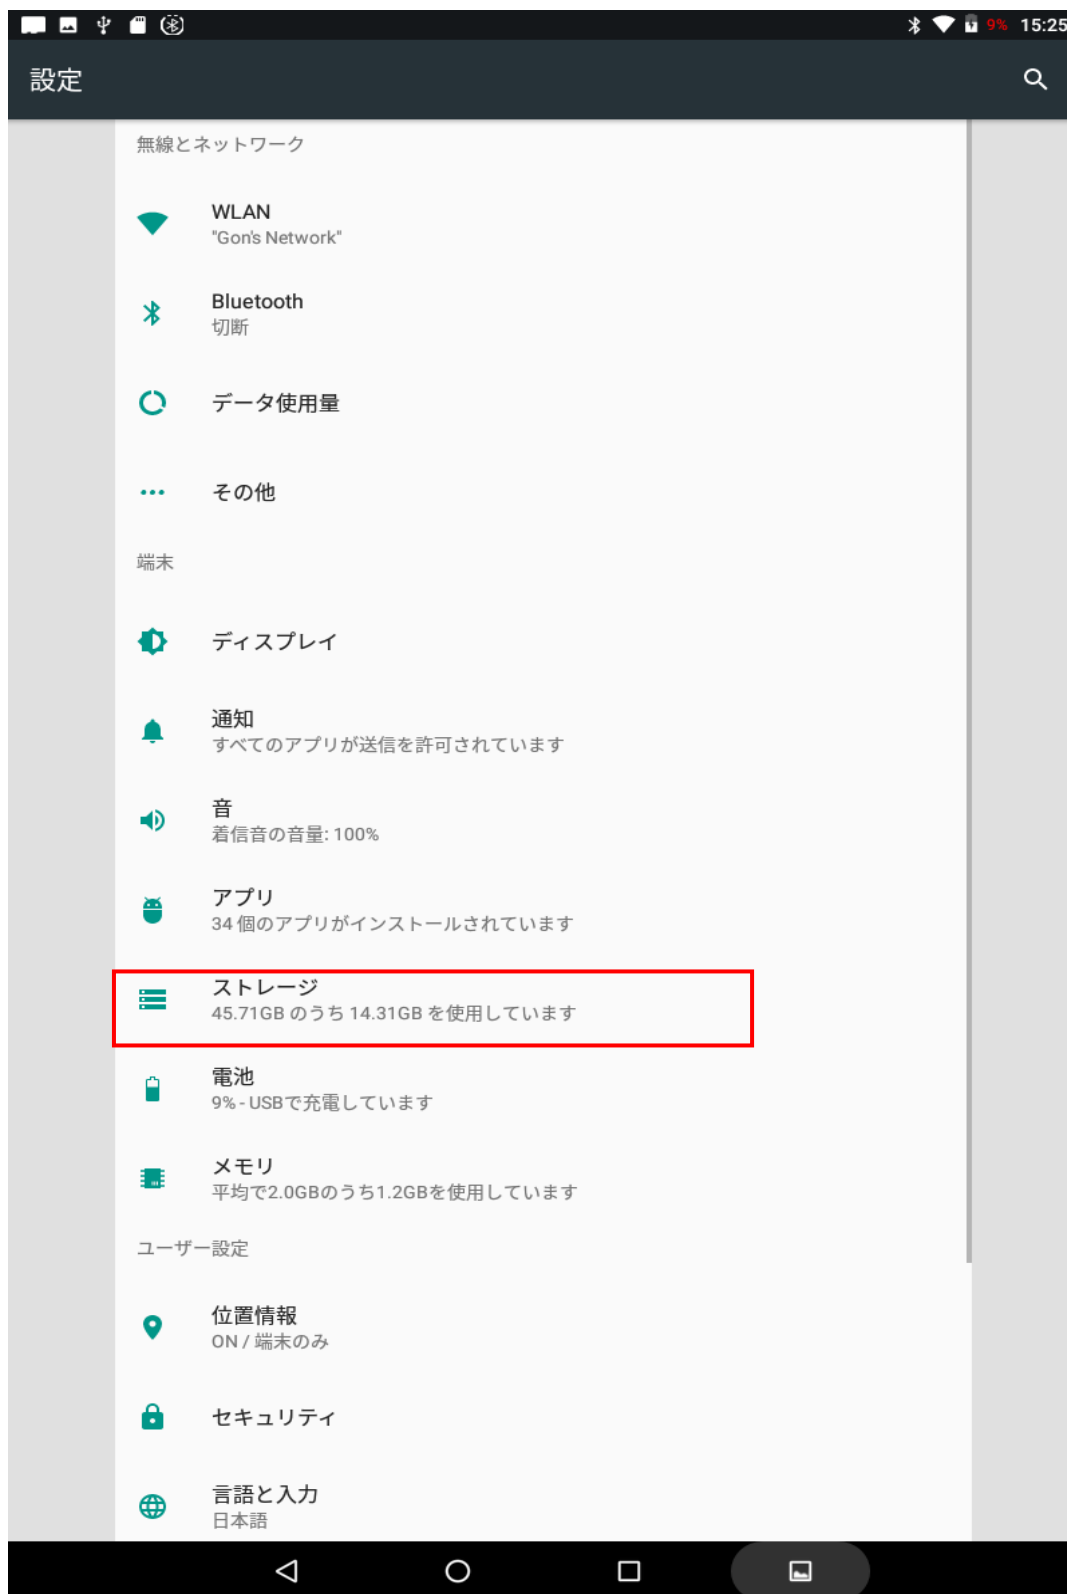 9% 15:25
設定
無線とネットワーク
WLAN
"Gon's Network"
Bluetooth
切断
データ使用量
その他
端末
ディスプレイ
通知
すべてのアプリが送信を許可されています
音
着信音の音量: 100%
アプリ
34 個のアプリがインストールされています
ストレージ
45.71GB のうち 14.31GB を使用しています
電池
9% - USBで充電しています
メモリ
平均で2.0GBのうち1.2GBを使用しています
ユーザー設定
位置情報
ON / 端末のみ
セキュリティ
言語と入力
日本語